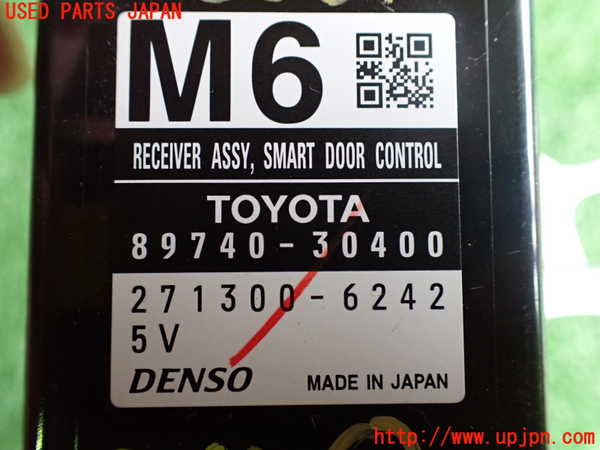 USED PARTS JAPAN
M6
RECEIVER ASSY, SMART DOOR CONTROL
TOYOTA
89740-30400
271300-6242
5V
DENSO MADE IN JAPAN
https://www.upjpn.com